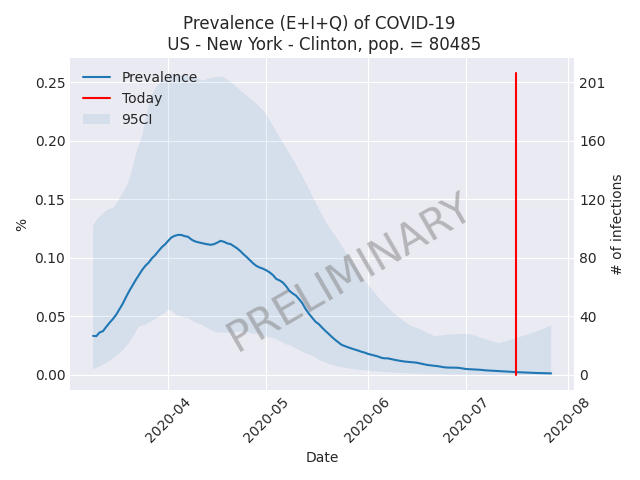 Prevalence (E+I+Q) of COVID-19
US - New York - Clinton, pop. = 80485
Prevalence
Today
95CI
PRELIMINARY
%
0.25
0.20
0.15
0.10
0.05
0.00
201
160
120
80
40
0
# of infections
2020-04
2020-05
2020-06
2020-07
2020-08
Date